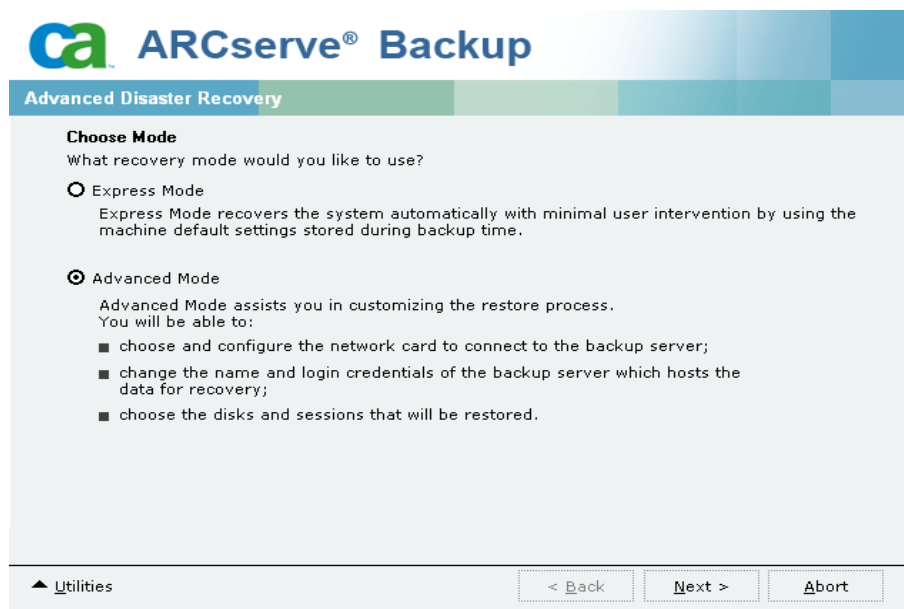 ca ARCserve® Backup
Advanced Disaster Recovery
Choose Mode
What recovery mode would you like to use?
Express Mode
Express Mode recovers the system automatically with minimal user intervention by using the
machine default settings stored during backup time.
Advanced Mode
Advanced Mode assists you in customizing the restore process.
You will be able to:
choose and configure the network card to connect to the backup server;
change the name and login credentials of the backup server which hosts the
data for recovery;
choose the disks and sessions that will be restored.
Utilities
< Back
Next >
Abort